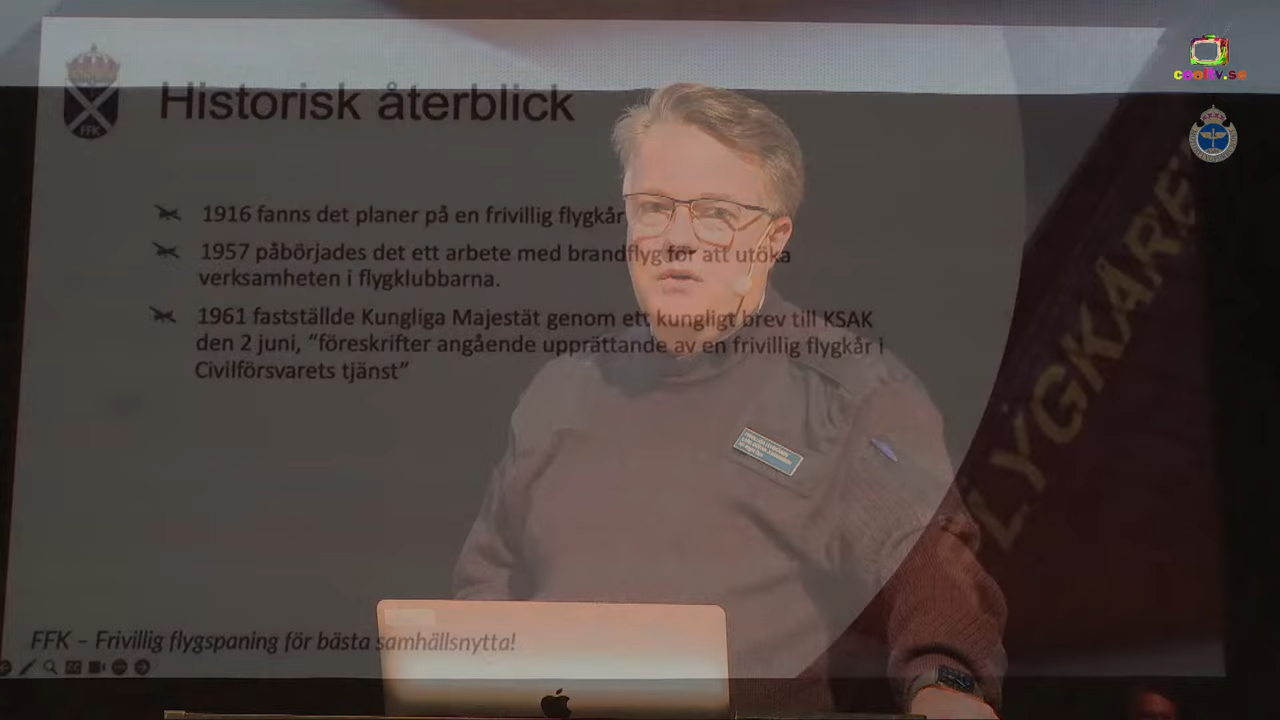 cooltv.se
Historisk återblick
FFK
1916 fanns det planer på en frivillig flygkår
1957 påbörjades det ett arbete med brandflyg för att utöka
verksamheten i flygklubbarna.
1961 fastställde Kungliga Majestät genom ett kungligt brev till KSAK
den 2 juni, ”föreskrifter angående upprättande av en frivillig flygkår i
Civilförsvarets tjänst”
LYGKÅRE
FFK – Frivillig flygspaning för bästa samhällsnytta!